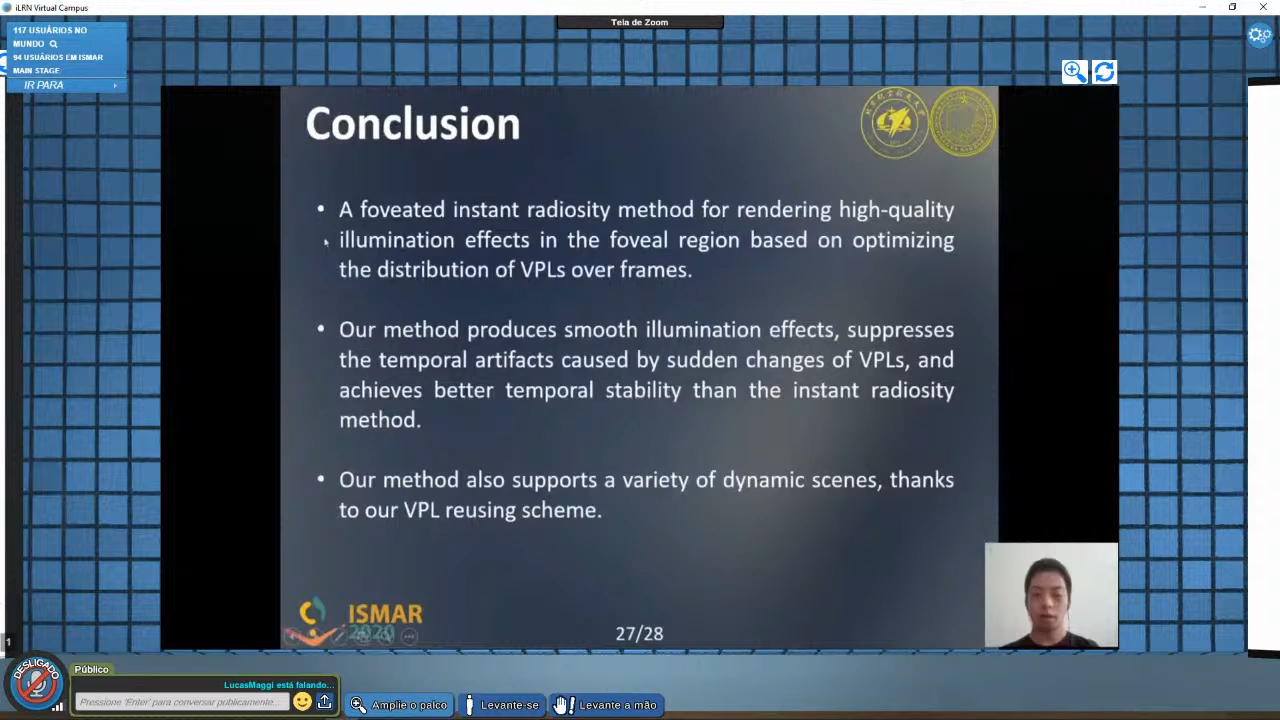 iLRN Virtual Campus
Tela de Zoom
117 USUÁRIOS NO
MUNDO
94 USUÁRIOS EM ISMAR
MAIN STAGE
IR PARA
Conclusion
• A foveated instant radiosity method for rendering high-quality
illumination effects in the foveal region based on optimizing
the distribution of VPLs over frames.
• Our method produces smooth illumination effects, suppresses
the temporal artifacts caused by sudden changes of VPLs, and
achieves better temporal stability than the instant radiosity
method.
• Our method also supports a variety of dynamic scenes, thanks
to our VPL reusing scheme.
ISMAR
2020
27/28
1
DESLIGADO
Público
LucasMaggi está falando...
Pressione 'Enter' para conversar publicamente...
Amplie o palco
Levante-se
Levante a mão